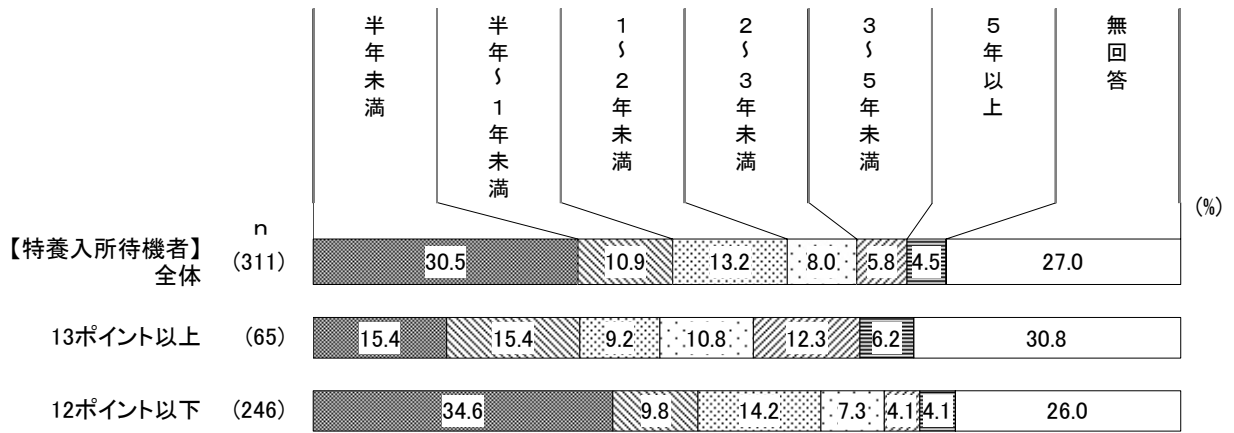 半年未満
半年～1年未満
1～2年未満
2～3年未満
3～5年未満
5年以上
無回答
(%)
n
【特養入所待機者】
全体
(311)
30.5
10.9
13.2
8.0
5.8
4.5
27.0
13ポイント以上
(65)
15.4
15.4
9.2
10.8
12.3
6.2
30.8
12ポイント以下
(246)
34.6
9.8
14.2
7.3
4.1
4.1
26.0